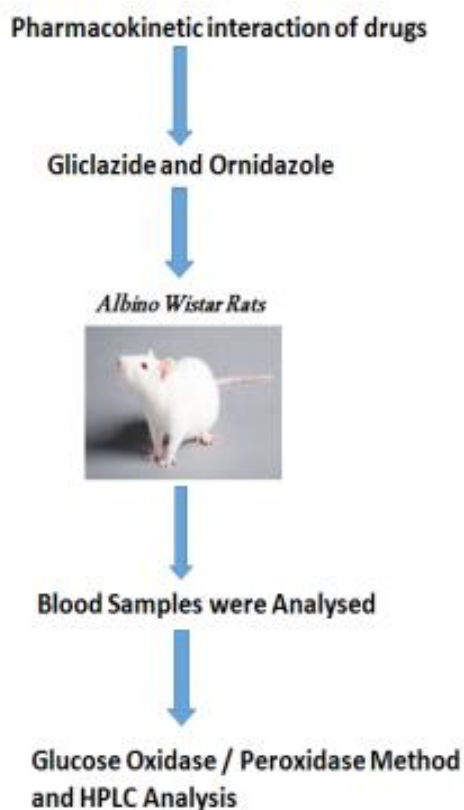 Pharmacokinetic interaction of drugs
Gliclazide and Ornidazole
Albino Wistar Rats
Blood Samples were Analysed
Glucose Oxidase / Peroxidase Method
and HPLC Analysis